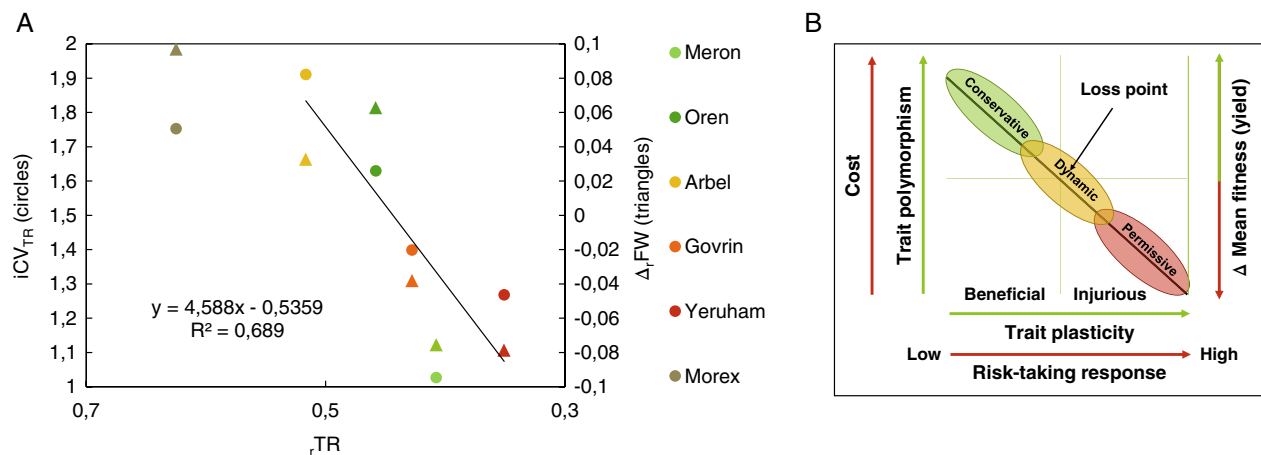 A
2
1,9
1,8
1,7
1,6
1,5
1,4
1,3
1,2
1,1
1
iCVTR (circles)
y = 4,588x - 0,5359
R² = 0,689
0,7
0,5
0,3
rTR
0,1
0,08
0,06
0,04
0,02
0
-0,02
-0,04
-0,06
-0,08
-0,1
ΔrFW (triangles)
Meron
Oren
Arbel
Govrin
Yeruham
Morex
B
Cost
Trait polymorphism
Conservative
Dynamic
Permissive
Loss point
Δ Mean fitness (yield)
Beneficial
Injurious
Trait plasticity
Low
High
Risk-taking response